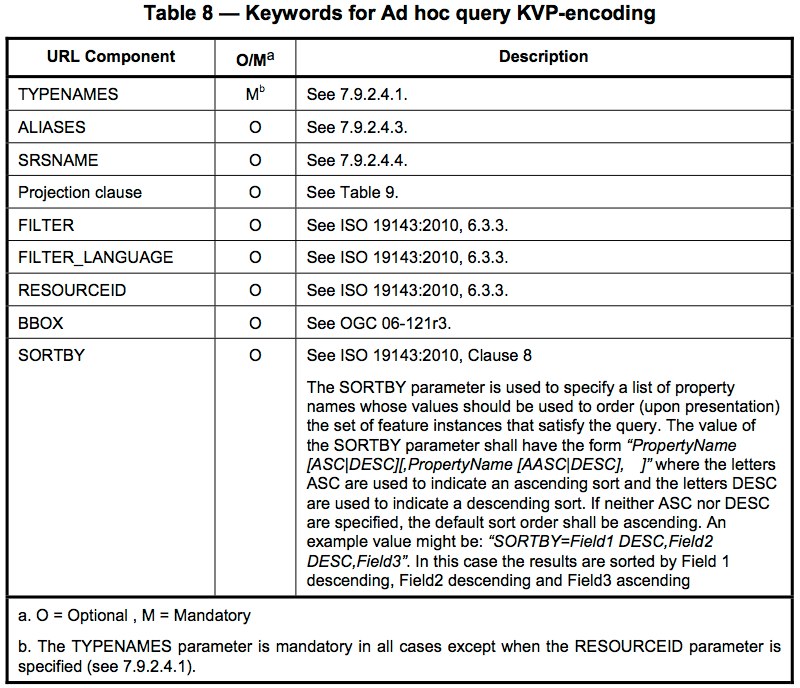 Table 8 — Keywords for Ad hoc query KVP-encoding
URL Component O/Mᵃ Description
TYPENAMES Mᵇ See 7.9.2.4.1.
ALIASES O See 7.9.2.4.3.
SRSNAME O See 7.9.2.4.4.
Projection clause O See Table 9.
FILTER O See ISO 19143:2010, 6.3.3.
FILTER_LANGUAGE O See ISO 19143:2010, 6.3.3.
RESOURCEID O See ISO 19143:2010, 6.3.3.
BBOX O See OGC 06-121r3.
SORTBY O See ISO 19143:2010, Clause 8
The SORTBY parameter is used to specify a list of property
names whose values should be used to order (upon presentation)
the set of feature instances that satisfy the query. The value of
the SORTBY parameter shall have the form “PropertyName
[ASC|DESC][,PropertyName [AASC|DESC], ]” where the letters
ASC are used to indicate an ascending sort and the letters DESC
are used to indicate a descending sort. If neither ASC nor DESC
are specified, the default sort order shall be ascending. An
example value might be: “SORTBY=Field1 DESC,Field2
DESC,Field3”. In this case the results are sorted by Field 1
descending, Field2 descending and Field3 ascending
a. O = Optional , M = Mandatory
b. The TYPENAMES parameter is mandatory in all cases except when the RESOURCEID parameter is
specified (see 7.9.2.4.1).